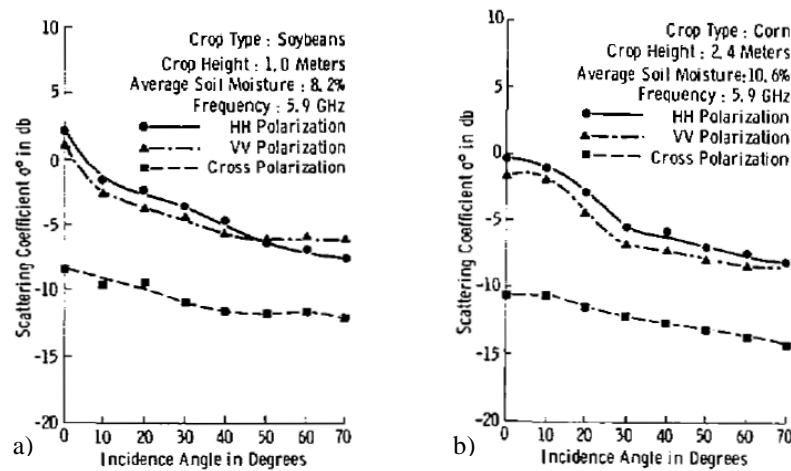 10
5
0
-5
-10
-15
-20
Scattering Coefficient σ° in db
Crop Type : Soybeans
Crop Height : 1.0 Meters
Average Soil Moisture : 8.2%
Frequency : 5.9 GHz
HH Polarization
VV Polarization
Cross Polarization
0 10 20 30 40 50 60 70
Incidence Angle in Degrees
a)
10
5
0
-5
-10
-15
-20
Scattering Coefficient σ° in db
Crop Type : Corn
Crop Height : 2.4 Meters
Average Soil Moisture:10.6%
Frequency : 5.9 GHz
HH Polarization
VV Polarization
Cross Polarization
0 10 20 30 40 50 60 70
Incidence Angle in Degrees
b)